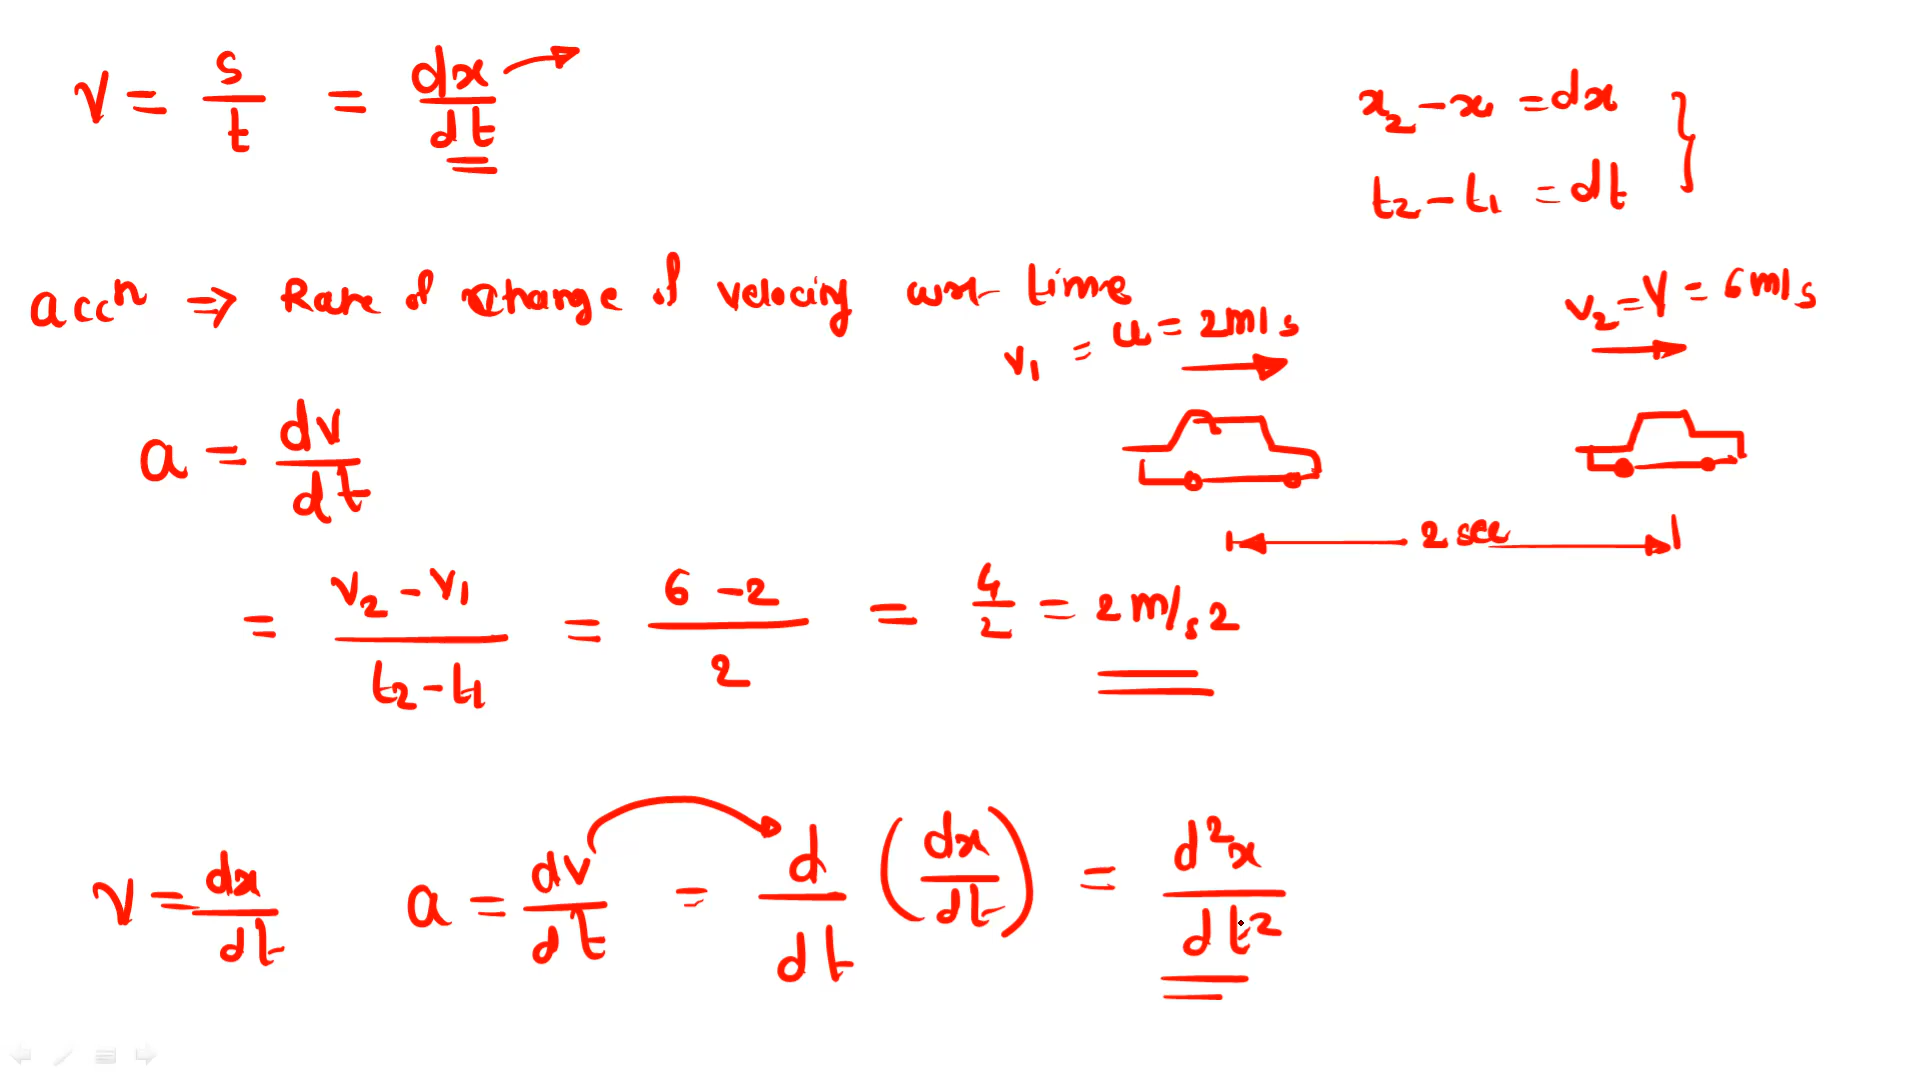 v = s/t = dx/dt
x₂ - x = dx
t₂ - t₁ = dt
accⁿ ⇒ Rate of change of velocity wrt time
v₁ = u = 2m/s
v₂ = V = 6m/s
a = dv/dt
2 sec
= (v₂ - v₁)/(t₂ - t₁) = (6 - 2)/2 = 4/2 = 2 m/s2
v = dx/dt a = dv/dt = d/dt (dx/dt) = d²x/dt²